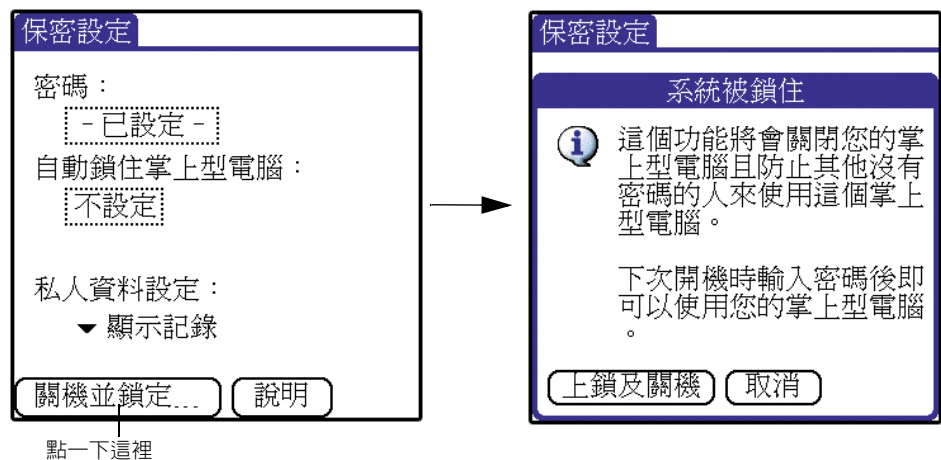 保密設定
密碼：
- 已設定 -
自動鎖住掌上型電腦：
不設定
私人資料設定：
顯示記錄
關機並鎖定...
說明
點一下這裡
保密設定
系統被鎖住
這個功能將會關閉您的掌
上型電腦且防止其他沒有
密碼的人來使用這個掌上
型電腦。
下次開機時輸入密碼後即
可以使用您的掌上型電腦
。
上鎖及關機
取消